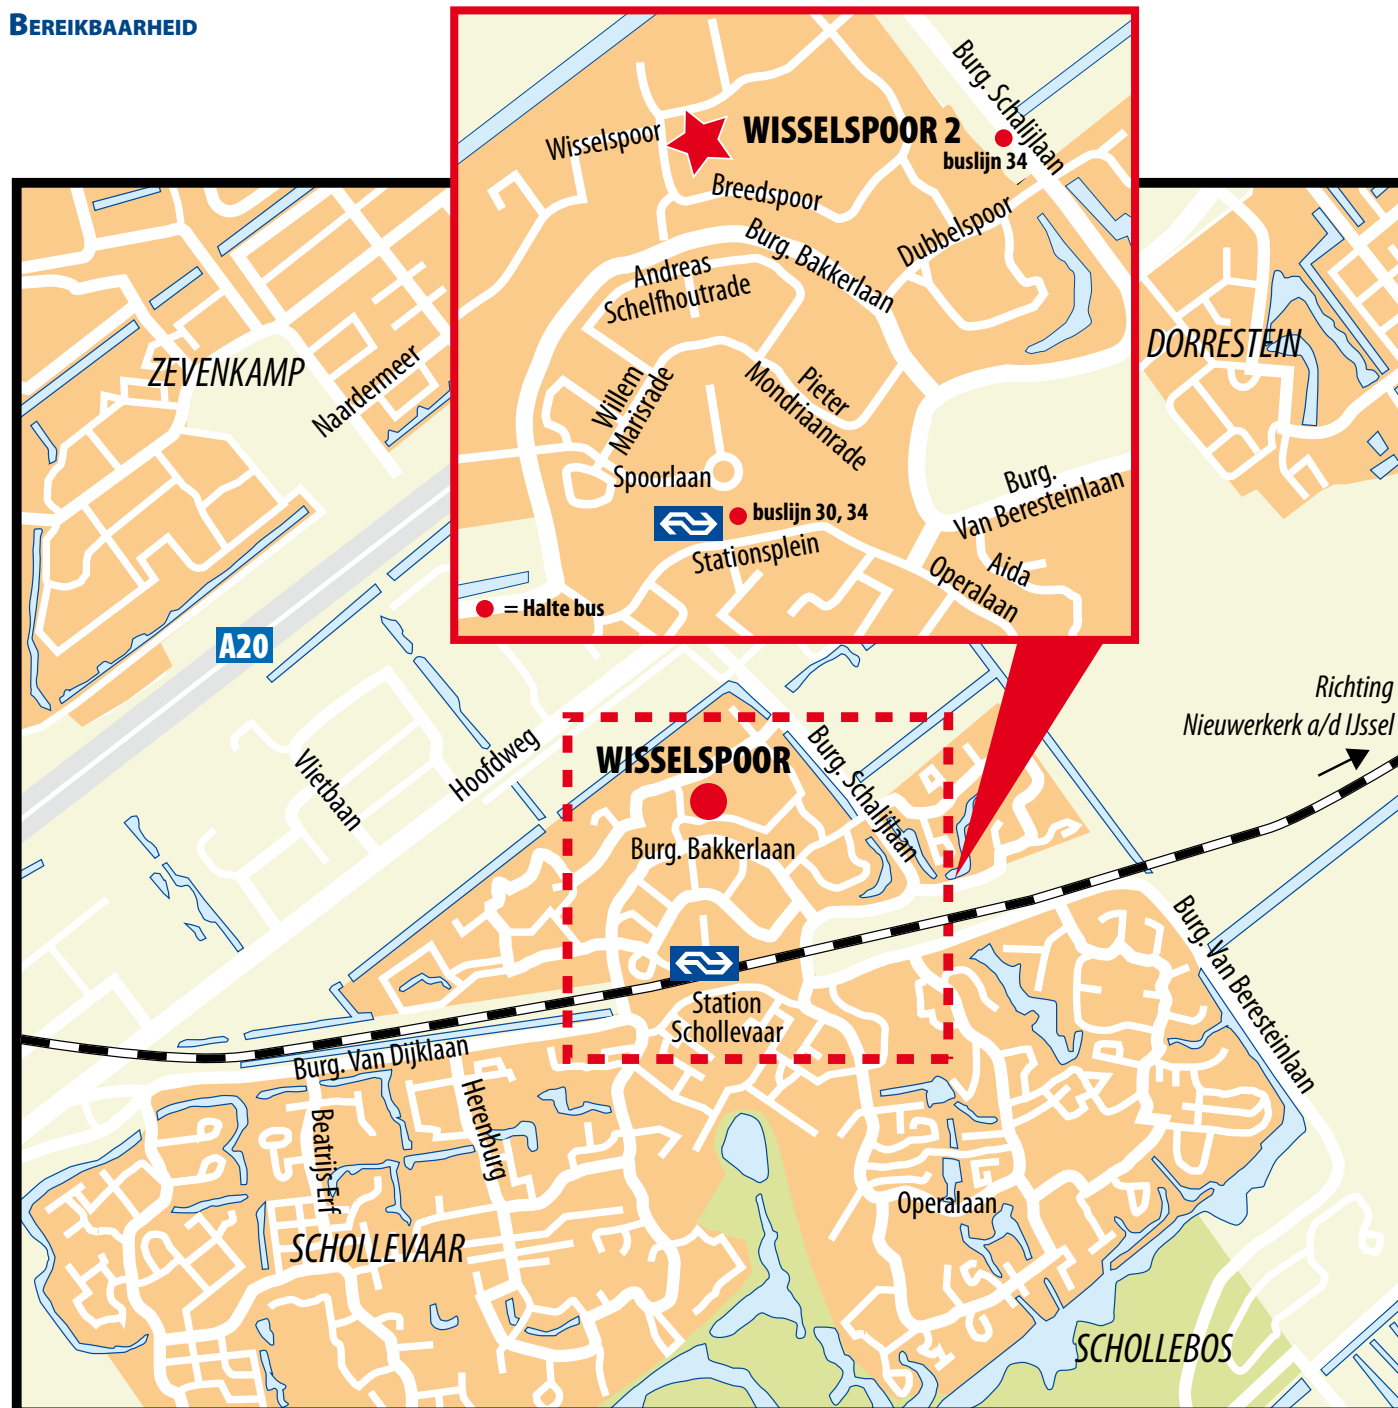 BEREIKBAARHEID
Burg. Schalijlaan
Wisselspoor
WISSELSPOOR 2
buslijn 34
Breedspoor
Dubbelspoor
Burg. Bakkerlaan
Andreas
Schelfhoutrade
Willem
Marisrade
Pieter
Mondriaanrade
Spoorlaan
buslijn 30, 34
Stationsplein
Burg.
Van Beresteinlaan
Aida
Operalaan
= Halte bus
ZEVENKAMP
Naardermeer
DORRESTEIN
A20
Richting
Nieuwerkerk a/d IJssel
Vlietbaan
Hoofdweg
WISSELSPOOR
Burg. Schalijlaan
Burg. Bakkerlaan
Station
Schollevaar
Burg. Van Beresteinlaan
Burg. Van Dijklaan
Beatrijs Erf
Herenburg
Operalaan
SCHOLLEVAAR
SCHOLLEBOS